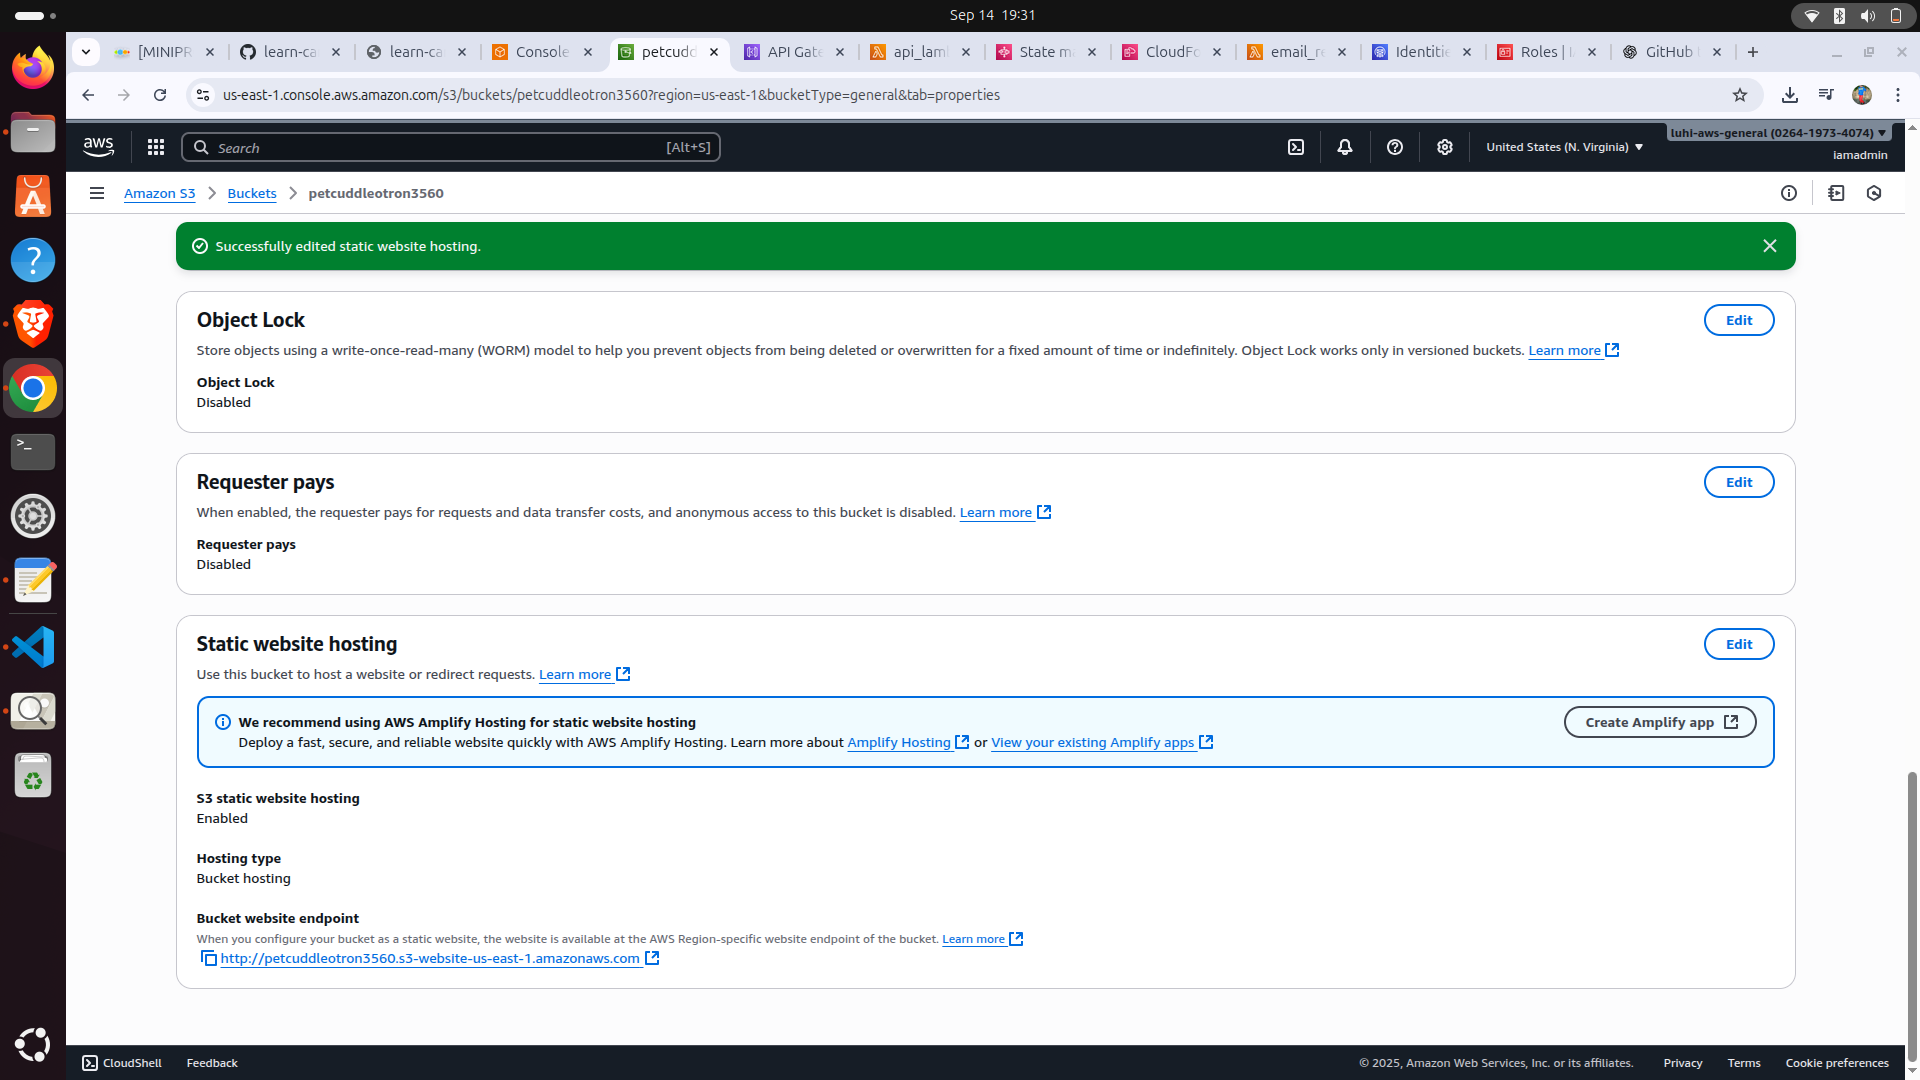 Sep 14 19:31
[MINIPR
learn-ca
learn-ca
Console
petcudd
API Gate
api_lam
State m
CloudFo
email_re
Identitie
Roles | I
GitHub
us-east-1.console.aws.amazon.com/s3/buckets/petcuddleotron3560?region=us-east-1&bucketType=general&tab=properties
aws
Search
[Alt+S]
United States (N. Virginia)
luhi-aws-general (0264-1973-4074)
iamadmin
Amazon S3
Buckets
petcuddleotron3560
Successfully edited static website hosting.
Object Lock
Edit
Store objects using a write-once-read-many (WORM) model to help you prevent objects from being deleted or overwritten for a fixed amount of time or indefinitely. Object Lock works only in versioned buckets. Learn more
Object Lock
Disabled
Requester pays
Edit
When enabled, the requester pays for requests and data transfer costs, and anonymous access to this bucket is disabled. Learn more
Requester pays
Disabled
Static website hosting
Edit
Use this bucket to host a website or redirect requests. Learn more
We recommend using AWS Amplify Hosting for static website hosting
Deploy a fast, secure, and reliable website quickly with AWS Amplify Hosting. Learn more about Amplify Hosting or View your existing Amplify apps
Create Amplify app
S3 static website hosting
Enabled
Hosting type
Bucket hosting
Bucket website endpoint
When you configure your bucket as a static website, the website is available at the AWS Region-specific website endpoint of the bucket. Learn more
http://petcuddleotron3560.s3-website-us-east-1.amazonaws.com
CloudShell
Feedback
© 2025, Amazon Web Services, Inc. or its affiliates.
Privacy
Terms
Cookie preferences